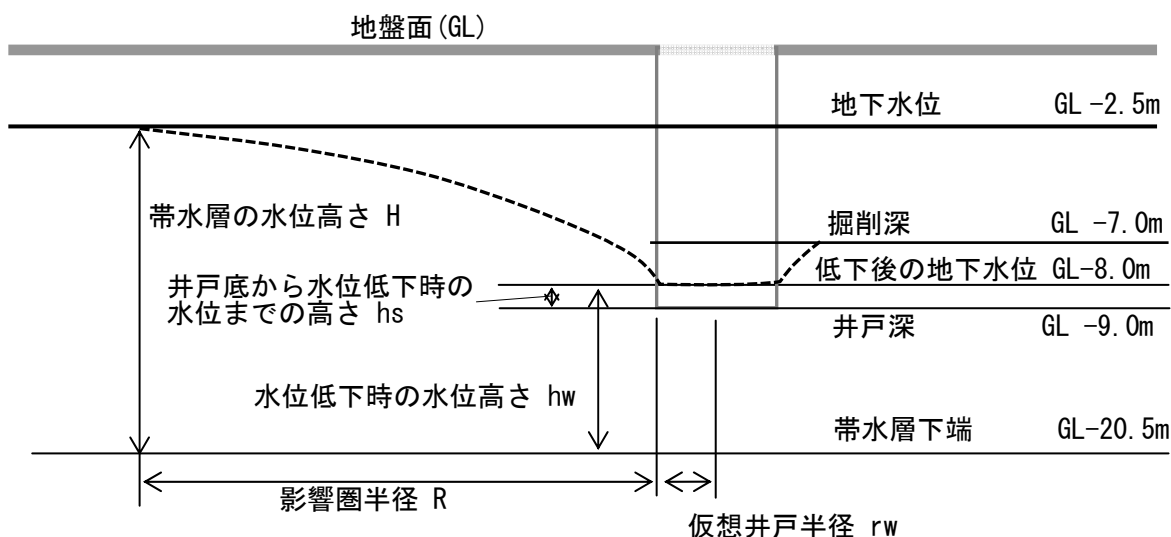 地盤面(GL)
地下水位 GL -2.5m
帯水層の水位高さ H
掘削深 GL -7.0m
低下後の地下水位 GL-8.0m
井戸底から水位低下時の
水位までの高さ hs
井戸深 GL -9.0m
水位低下時の水位高さ hw
帯水層下端 GL-20.5m
影響圏半径 R
仮想井戸半径 rw